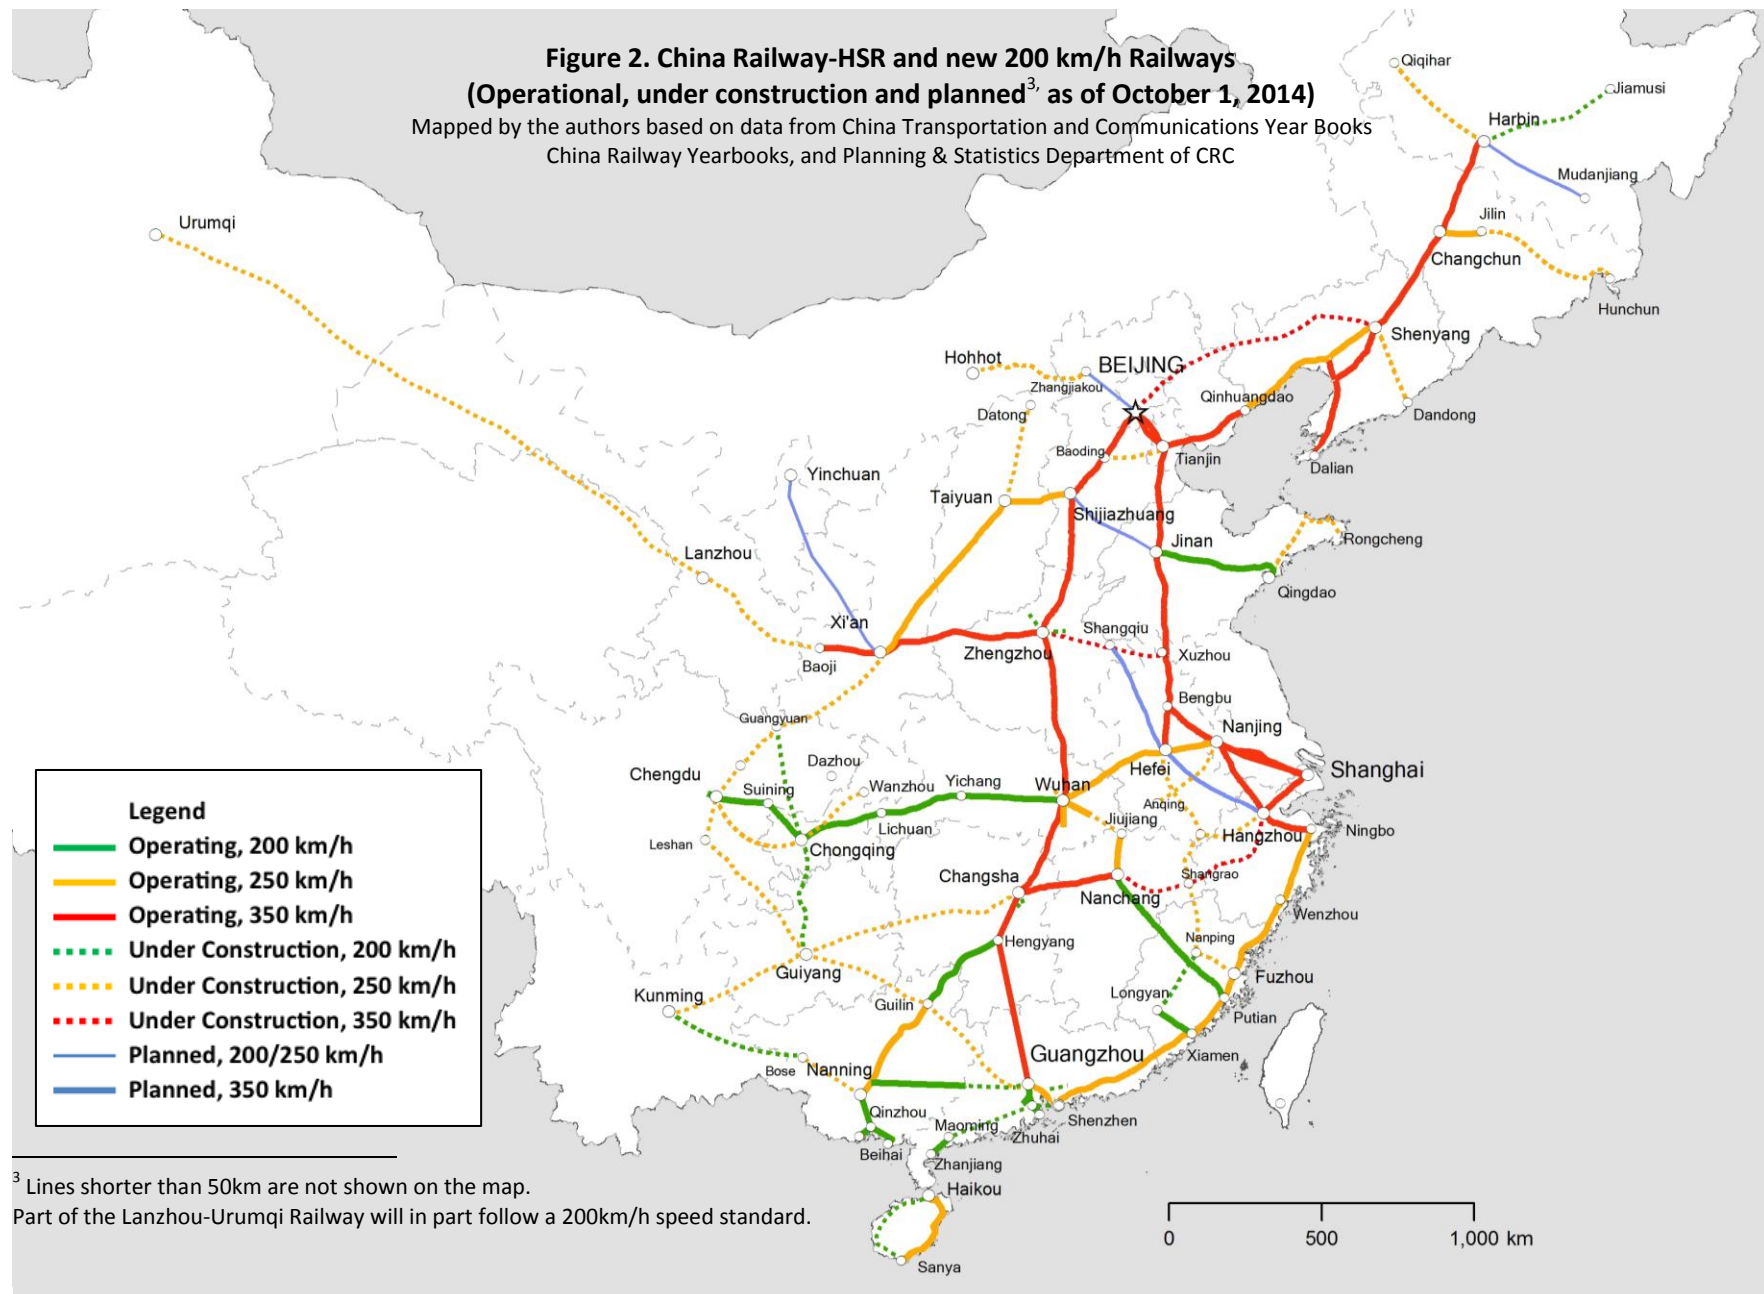 Figure 2. China Railway-HSR and new 200 km/h Railways
(Operational, under construction and planned3, as of October 1, 2014)
Mapped by the authors based on data from China Transportation and Communications Year Books
China Railway Yearbooks, and Planning & Statistics Department of CRC
Qiqihar
Jiamusi
Harbin
Mudanjiang
Urumqi
Jilin
Changchun
Hunchun
Shenyang
Hohhot
BEIJING
Zhangjiakou
Qinhuangdao
Datong
Dandong
Baoding
Tianjin
Dalian
Yinchuan
Taiyuan
Shijiazhuang
Jinan
Rongcheng
Lanzhou
Qingdao
Xi'an
Shangqiu
Zhengzhou
Xuzhou
Baoji
Bengbu
Guangyuan
Nanjing
Dazhou
Hefei
Shanghai
Chengdu
Suining
Wanzhou
Yichang
Wuhan
Anqing
Jiujiang
Lichuan
Hangzhou
Ningbo
Leshan
Chongqing
Changsha
Shangrao
Nanchang
Wenzhou
Hengyang
Nanping
Guiyang
Fuzhou
Kunming
Guilin
Longyan
Putian
Guangzhou
Xiamen
Bose
Nanning
Qinzhou
Maoming
Shenzhen
Zhuhai
Beihai
Zhanjiang
Haikou
Sanya
Legend
Operating, 200 km/h
Operating, 250 km/h
Operating, 350 km/h
Under Construction, 200 km/h
Under Construction, 250 km/h
Under Construction, 350 km/h
Planned, 200/250 km/h
Planned, 350 km/h
3 Lines shorter than 50km are not shown on the map.
Part of the Lanzhou-Urumqi Railway will in part follow a 200km/h speed standard.
0 500 1,000 km